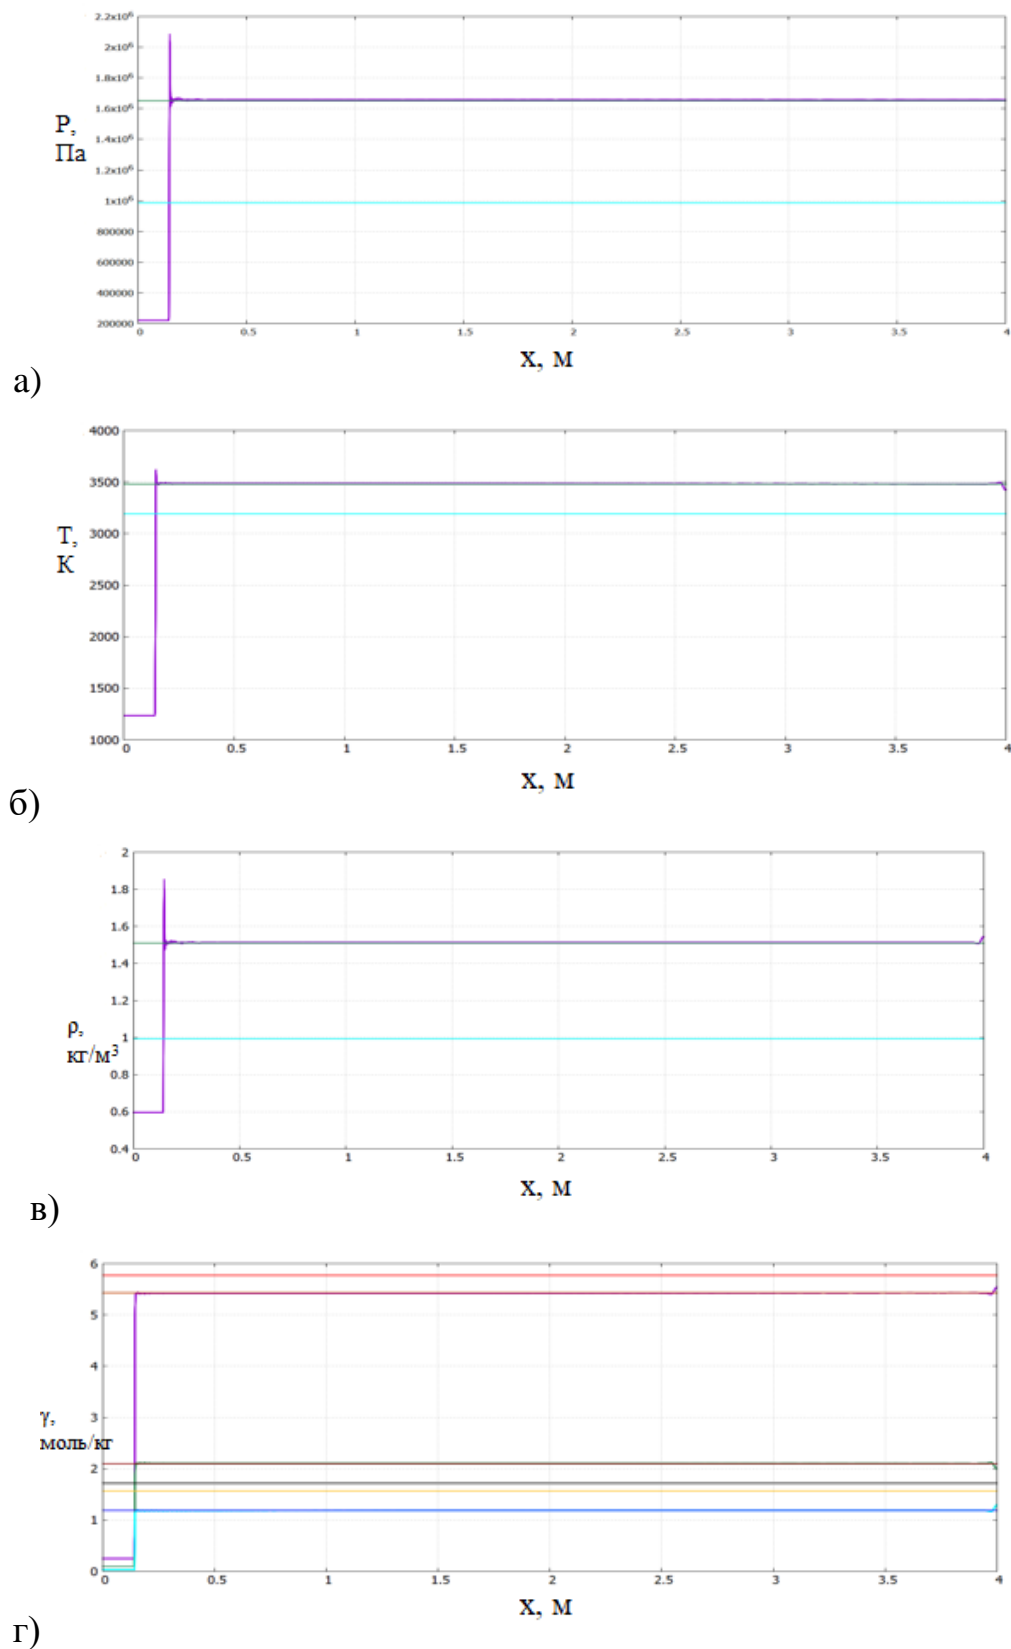 2.2x10⁶
2x10⁶
1.8x10⁶
1.6x10⁶
1.4x10⁶
1.2x10⁶
1x10⁶
800000
600000
400000
200000
P,
Па
0 0.5 1 1.5 2 2.5 3 3.5 4
x, м
а)
4000
3500
3000
2500
2000
1500
1000
T,
К
0 0.5 1 1.5 2 2.5 3 3.5 4
x, м
б)
2
1.8
1.6
1.4
1.2
1
0.8
0.6
0.4
ρ,
кг/м³
0 0.5 1 1.5 2 2.5 3 3.5 4
x, м
в)
6
5
4
3
2
1
0
γ,
моль/кг
0 0.5 1 1.5 2 2.5 3 3.5 4
x, м
г)